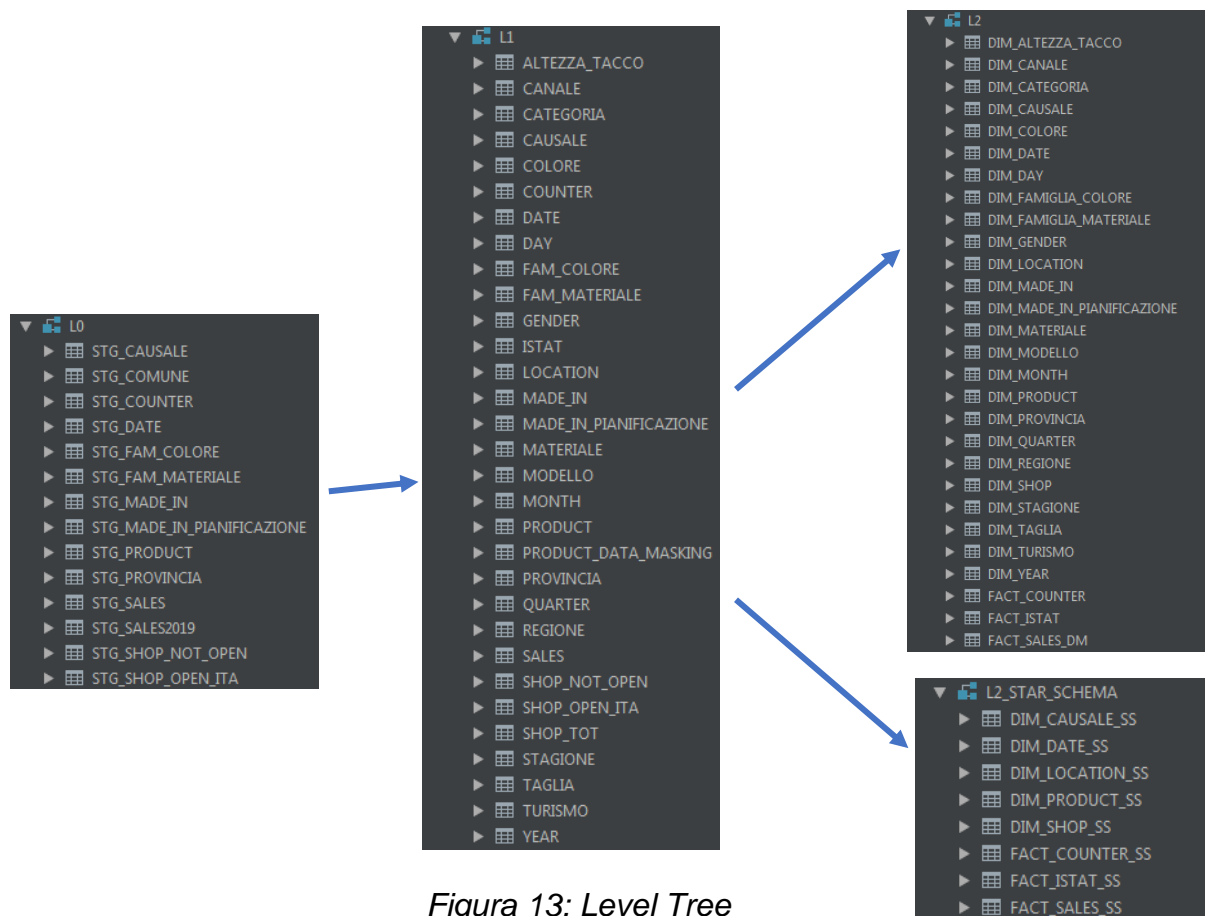 L0
STG_CAUSALE
STG_COMUNE
STG_COUNTER
STG_DATE
STG_FAM_COLORE
STG_FAM_MATERIALE
STG_MADE_IN
STG_MADE_IN_PIANIFICAZIONE
STG_PRODUCT
STG_PROVINCIA
STG_SALES
STG_SALES2019
STG_SHOP_NOT_OPEN
STG_SHOP_OPEN_ITA
L1
ALTEZZA_TACCO
CANALE
CATEGORIA
CAUSALE
COLORE
COUNTER
DATE
DAY
FAM_COLORE
FAM_MATERIALE
GENDER
ISTAT
LOCATION
MADE_IN
MADE_IN_PIANIFICAZIONE
MATERIALE
MODELLO
MONTH
PRODUCT
PRODUCT_DATA_MASKING
PROVINCIA
QUARTER
REGIONE
SALES
SHOP_NOT_OPEN
SHOP_OPEN_ITA
SHOP_TOT
STAGIONE
TAGLIA
TURISMO
YEAR
L2
DIM_ALTEZZA_TACCO
DIM_CANALE
DIM_CATEGORIA
DIM_CAUSALE
DIM_COLORE
DIM_DATE
DIM_DAY
DIM_FAMIGLIA_COLORE
DIM_FAMIGLIA_MATERIALE
DIM_GENDER
DIM_LOCATION
DIM_MADE_IN
DIM_MADE_IN_PIANIFICAZIONE
DIM_MATERIALE
DIM_MODELLO
DIM_MONTH
DIM_PRODUCT
DIM_PROVINCIA
DIM_QUARTER
DIM_REGIONE
DIM_SHOP
DIM_STAGIONE
DIM_TAGLIA
DIM_TURISMO
DIM_YEAR
FACT_COUNTER
FACT_ISTAT
FACT_SALES_DM
L2_STAR_SCHEMA
DIM_CAUSALE_SS
DIM_DATE_SS
DIM_LOCATION_SS
DIM_PRODUCT_SS
DIM_SHOP_SS
FACT_COUNTER_SS
FACT_ISTAT_SS
FACT_SALES_SS
Figura 13: Level Tree